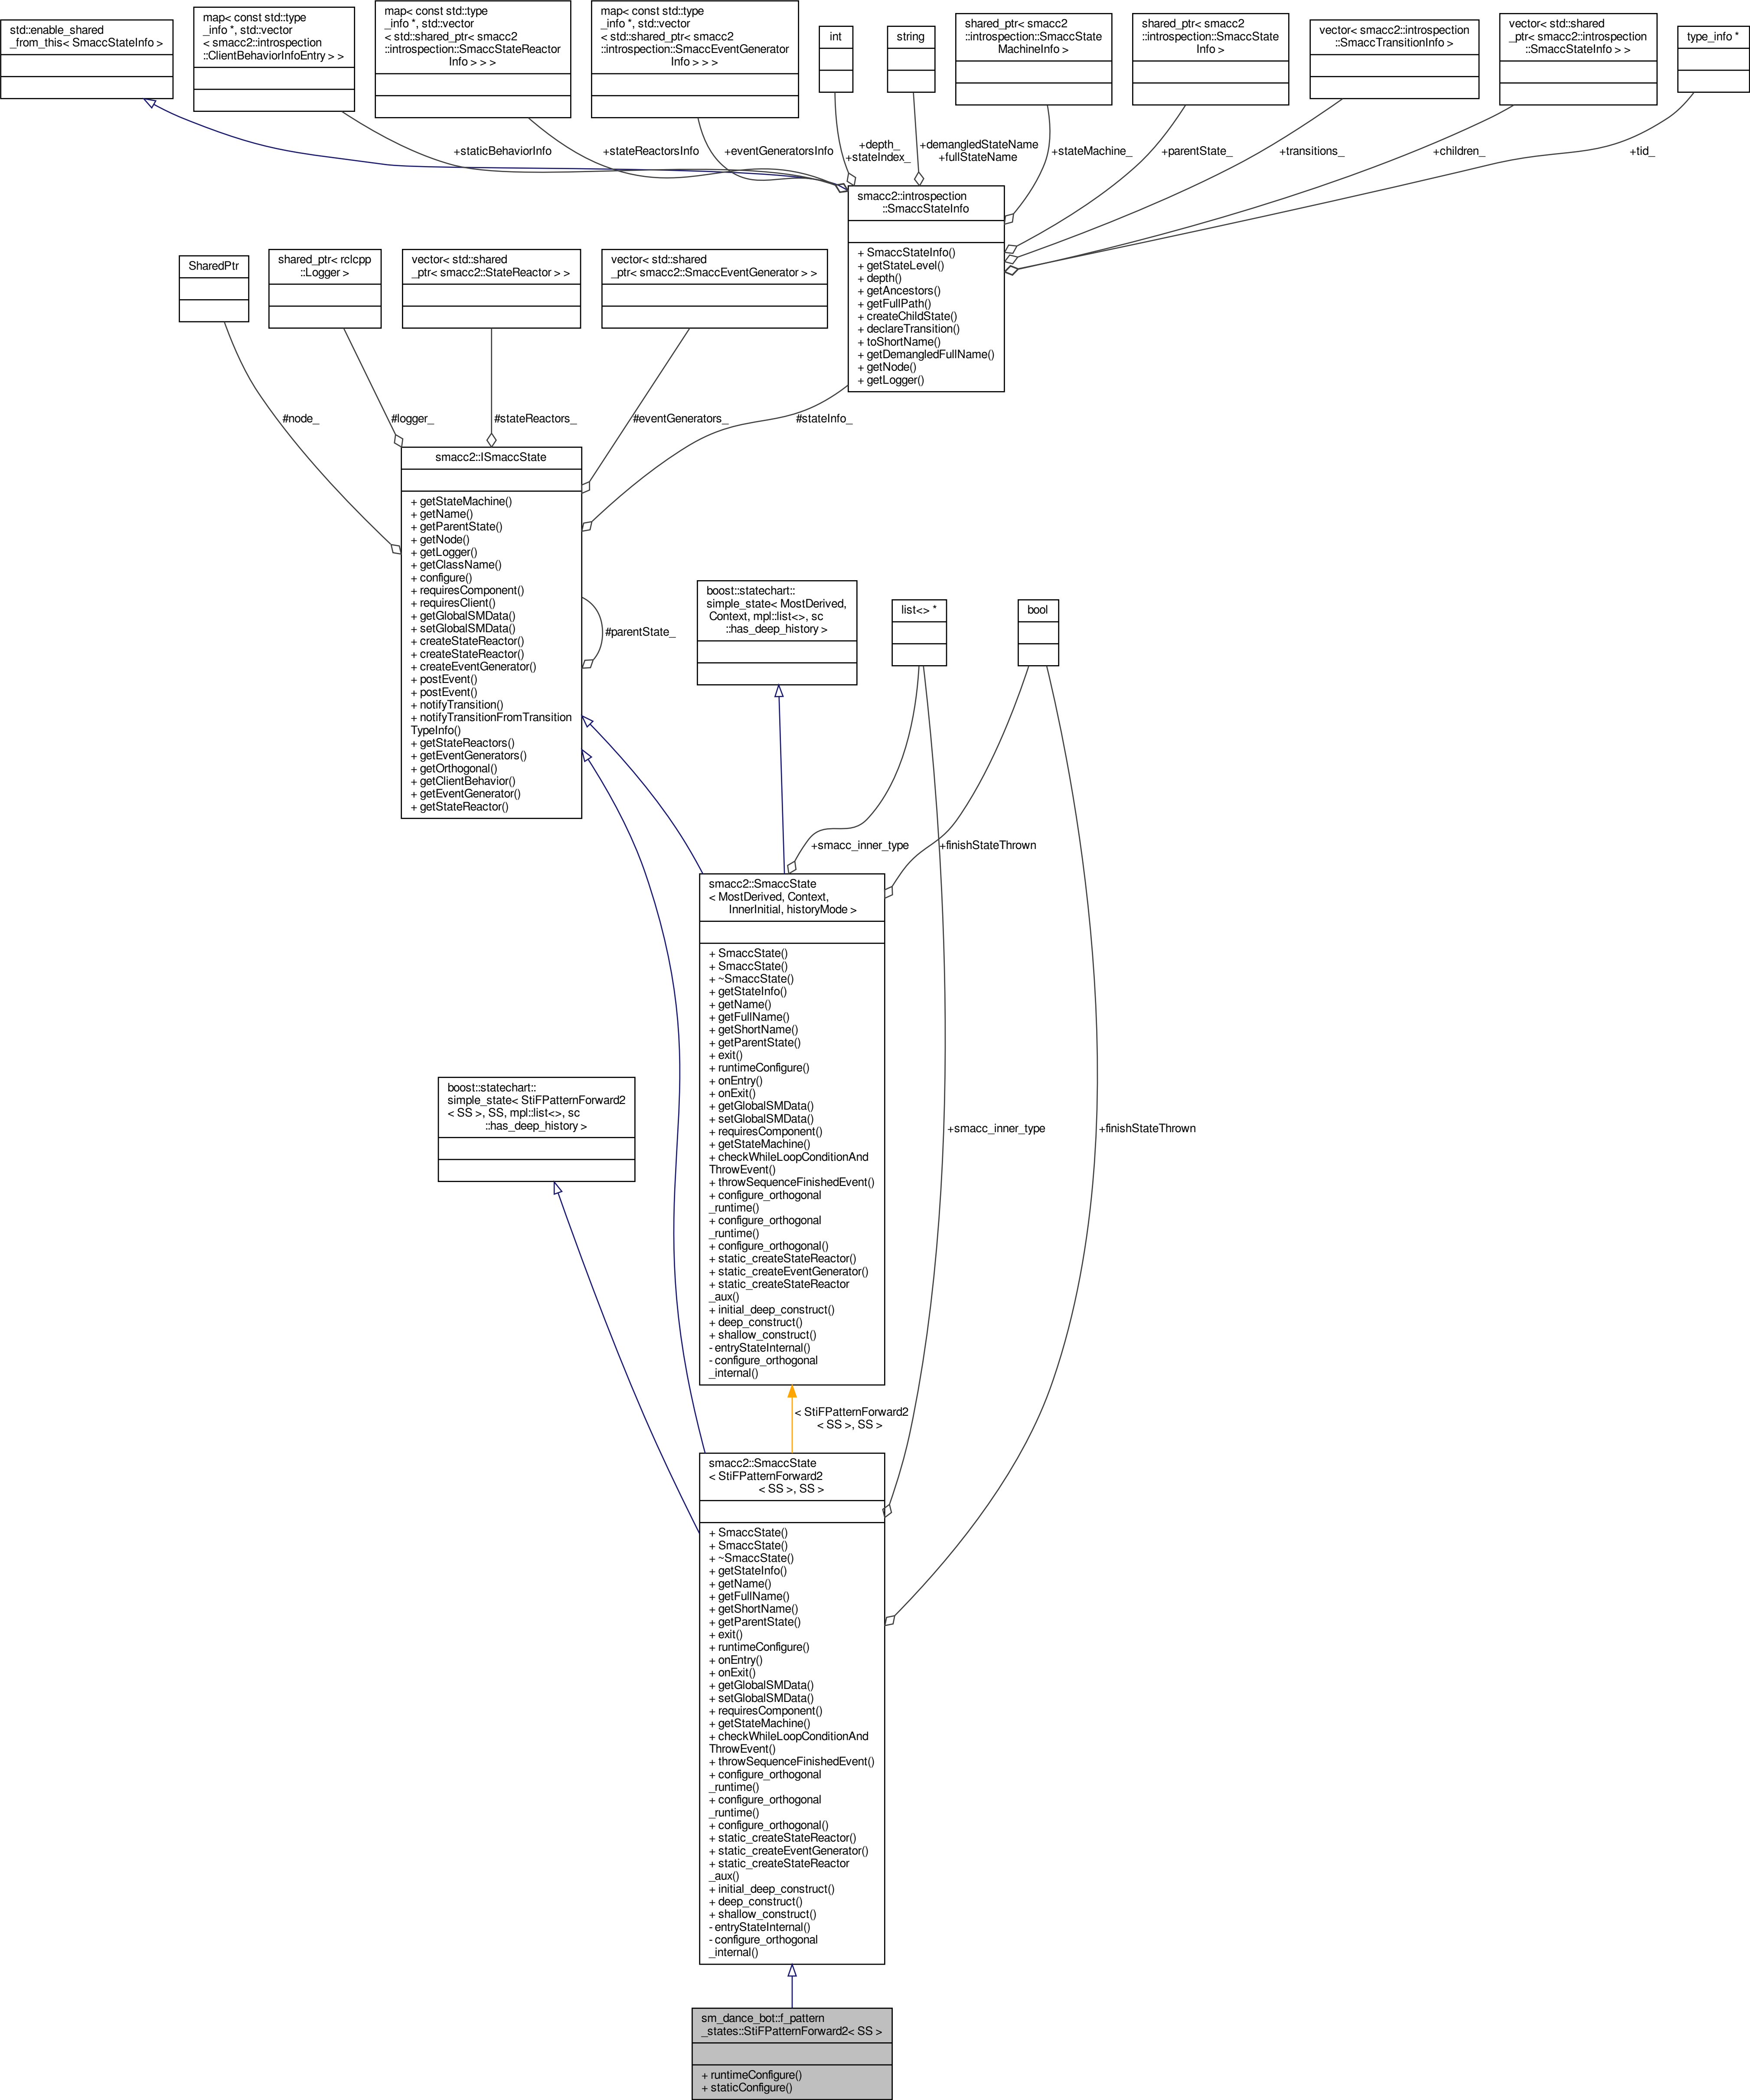 std::enable_shared
_from_this< SmaccStateInfo >
map< const std::type
_info *, std::vector
< smacc2::introspection
::ClientBehaviorInfoEntry > >
map< const std::type
_info *, std::vector
< std::shared_ptr< smacc2
::introspection::SmaccStateReactor
Info > > >
map< const std::type
_info *, std::vector
< std::shared_ptr< smacc2
::introspection::SmaccEventGenerator
Info > > >
int
string
shared_ptr< smacc2
::introspection::SmaccState
MachineInfo >
shared_ptr< smacc2
::introspection::SmaccState
Info >
vector< smacc2::introspection
::SmaccTransitionInfo >
vector< std::shared
_ptr< smacc2::introspection
::SmaccStateInfo > >
type_info *
+staticBehaviorInfo
+stateReactorsInfo
+eventGeneratorsInfo
+depth_
+stateIndex_
+demangledStateName
+fullStateName
+stateMachine_
+parentState_
+transitions_
+children_
+tid_
smacc2::introspection
::SmaccStateInfo
+ SmaccStateInfo()
+ getStateLevel()
+ depth()
+ getAncestors()
+ getFullPath()
+ createChildState()
+ declareTransition()
+ toShortName()
+ getDemangledFullName()
+ getNode()
+ getLogger()
SharedPtr
shared_ptr< rclcpp
::Logger >
vector< std::shared
_ptr< smacc2::StateReactor > >
vector< std::shared
_ptr< smacc2::SmaccEventGenerator > >
#node_
#logger_
#stateReactors_
#eventGenerators_
#stateInfo_
smacc2::ISmaccState
+ getStateMachine()
+ getName()
+ getParentState()
+ getNode()
+ getLogger()
+ getClassName()
+ configure()
+ requiresComponent()
+ requiresClient()
+ getGlobalSMData()
+ setGlobalSMData()
+ createStateReactor()
+ createStateReactor()
+ createEventGenerator()
+ postEvent()
+ postEvent()
+ notifyTransition()
+ notifyTransitionFromTransition
TypeInfo()
+ getStateReactors()
+ getEventGenerators()
+ getOrthogonal()
+ getClientBehavior()
+ getEventGenerator()
+ getStateReactor()
#parentState_
boost::statechart::
simple_state< MostDerived,
Context, mpl::list<>, sc
::has_deep_history >
list<> *
bool
+smacc_inner_type
+finishStateThrown
smacc2::SmaccState
< MostDerived, Context,
InnerInitial, historyMode >
+ SmaccState()
+ SmaccState()
+ ~SmaccState()
+ getStateInfo()
+ getName()
+ getFullName()
+ getShortName()
+ getParentState()
+ exit()
+ runtimeConfigure()
+ onEntry()
+ onExit()
+ getGlobalSMData()
+ setGlobalSMData()
+ requiresComponent()
+ getStateMachine()
+ checkWhileLoopConditionAnd
ThrowEvent()
+ throwSequenceFinishedEvent()
+ configure_orthogonal
_runtime()
+ configure_orthogonal
_runtime()
+ configure_orthogonal()
+ static_createStateReactor()
+ static_createEventGenerator()
+ static_createStateReactor
_aux()
+ initial_deep_construct()
+ deep_construct()
+ shallow_construct()
- entryStateInternal()
- configure_orthogonal
_internal()
boost::statechart::
simple_state< StiFPatternForward2
< SS >, SS, mpl::list<>, sc
::has_deep_history >
+smacc_inner_type
+finishStateThrown
< StiFPatternForward2
< SS >, SS >
smacc2::SmaccState
< StiFPatternForward2
< SS >, SS >
+ SmaccState()
+ SmaccState()
+ ~SmaccState()
+ getStateInfo()
+ getName()
+ getFullName()
+ getShortName()
+ getParentState()
+ exit()
+ runtimeConfigure()
+ onEntry()
+ onExit()
+ getGlobalSMData()
+ setGlobalSMData()
+ requiresComponent()
+ getStateMachine()
+ checkWhileLoopConditionAnd
ThrowEvent()
+ throwSequenceFinishedEvent()
+ configure_orthogonal
_runtime()
+ configure_orthogonal
_runtime()
+ configure_orthogonal()
+ static_createStateReactor()
+ static_createEventGenerator()
+ static_createStateReactor
_aux()
+ initial_deep_construct()
+ deep_construct()
+ shallow_construct()
- entryStateInternal()
- configure_orthogonal
_internal()
sm_dance_bot::f_pattern
_states::StiFPatternForward2< SS >
+ runtimeConfigure()
+ staticConfigure()